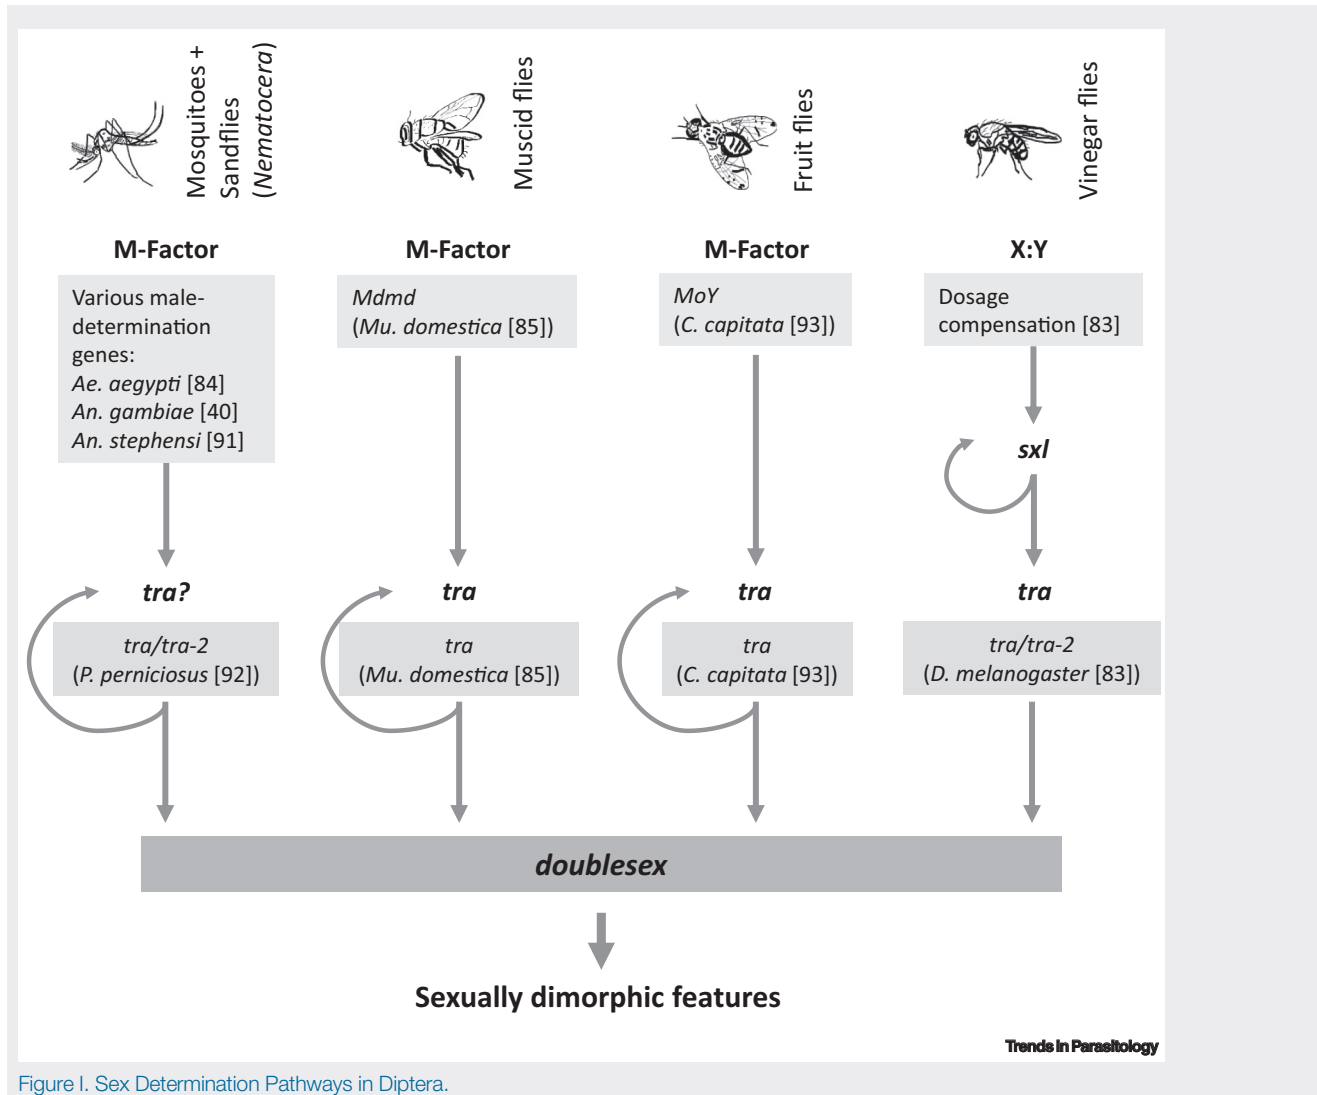 Mosquitoes +
Sandflies
(Nematocera)
Muscid flies
Fruit flies
Vinegar flies
M-Factor
M-Factor
M-Factor
X:Y
Various male-
determination
genes:
Ae. aegypti [84]
An. gambiae [40]
An. stephensi [91]
Mdmd
(Mu. domestica [85])
MoY
(C. capitata [93])
Dosage
compensation [83]
sxl
tra?
tra
tra
tra
tra/tra-2
(P. perniciosus [92])
tra
(Mu. domestica [85])
tra
(C. capitata [93])
tra/tra-2
(D. melanogaster [83])
doublesex
Sexually dimorphic features
Trends in Parasitology
Figure I. Sex Determination Pathways in Diptera.